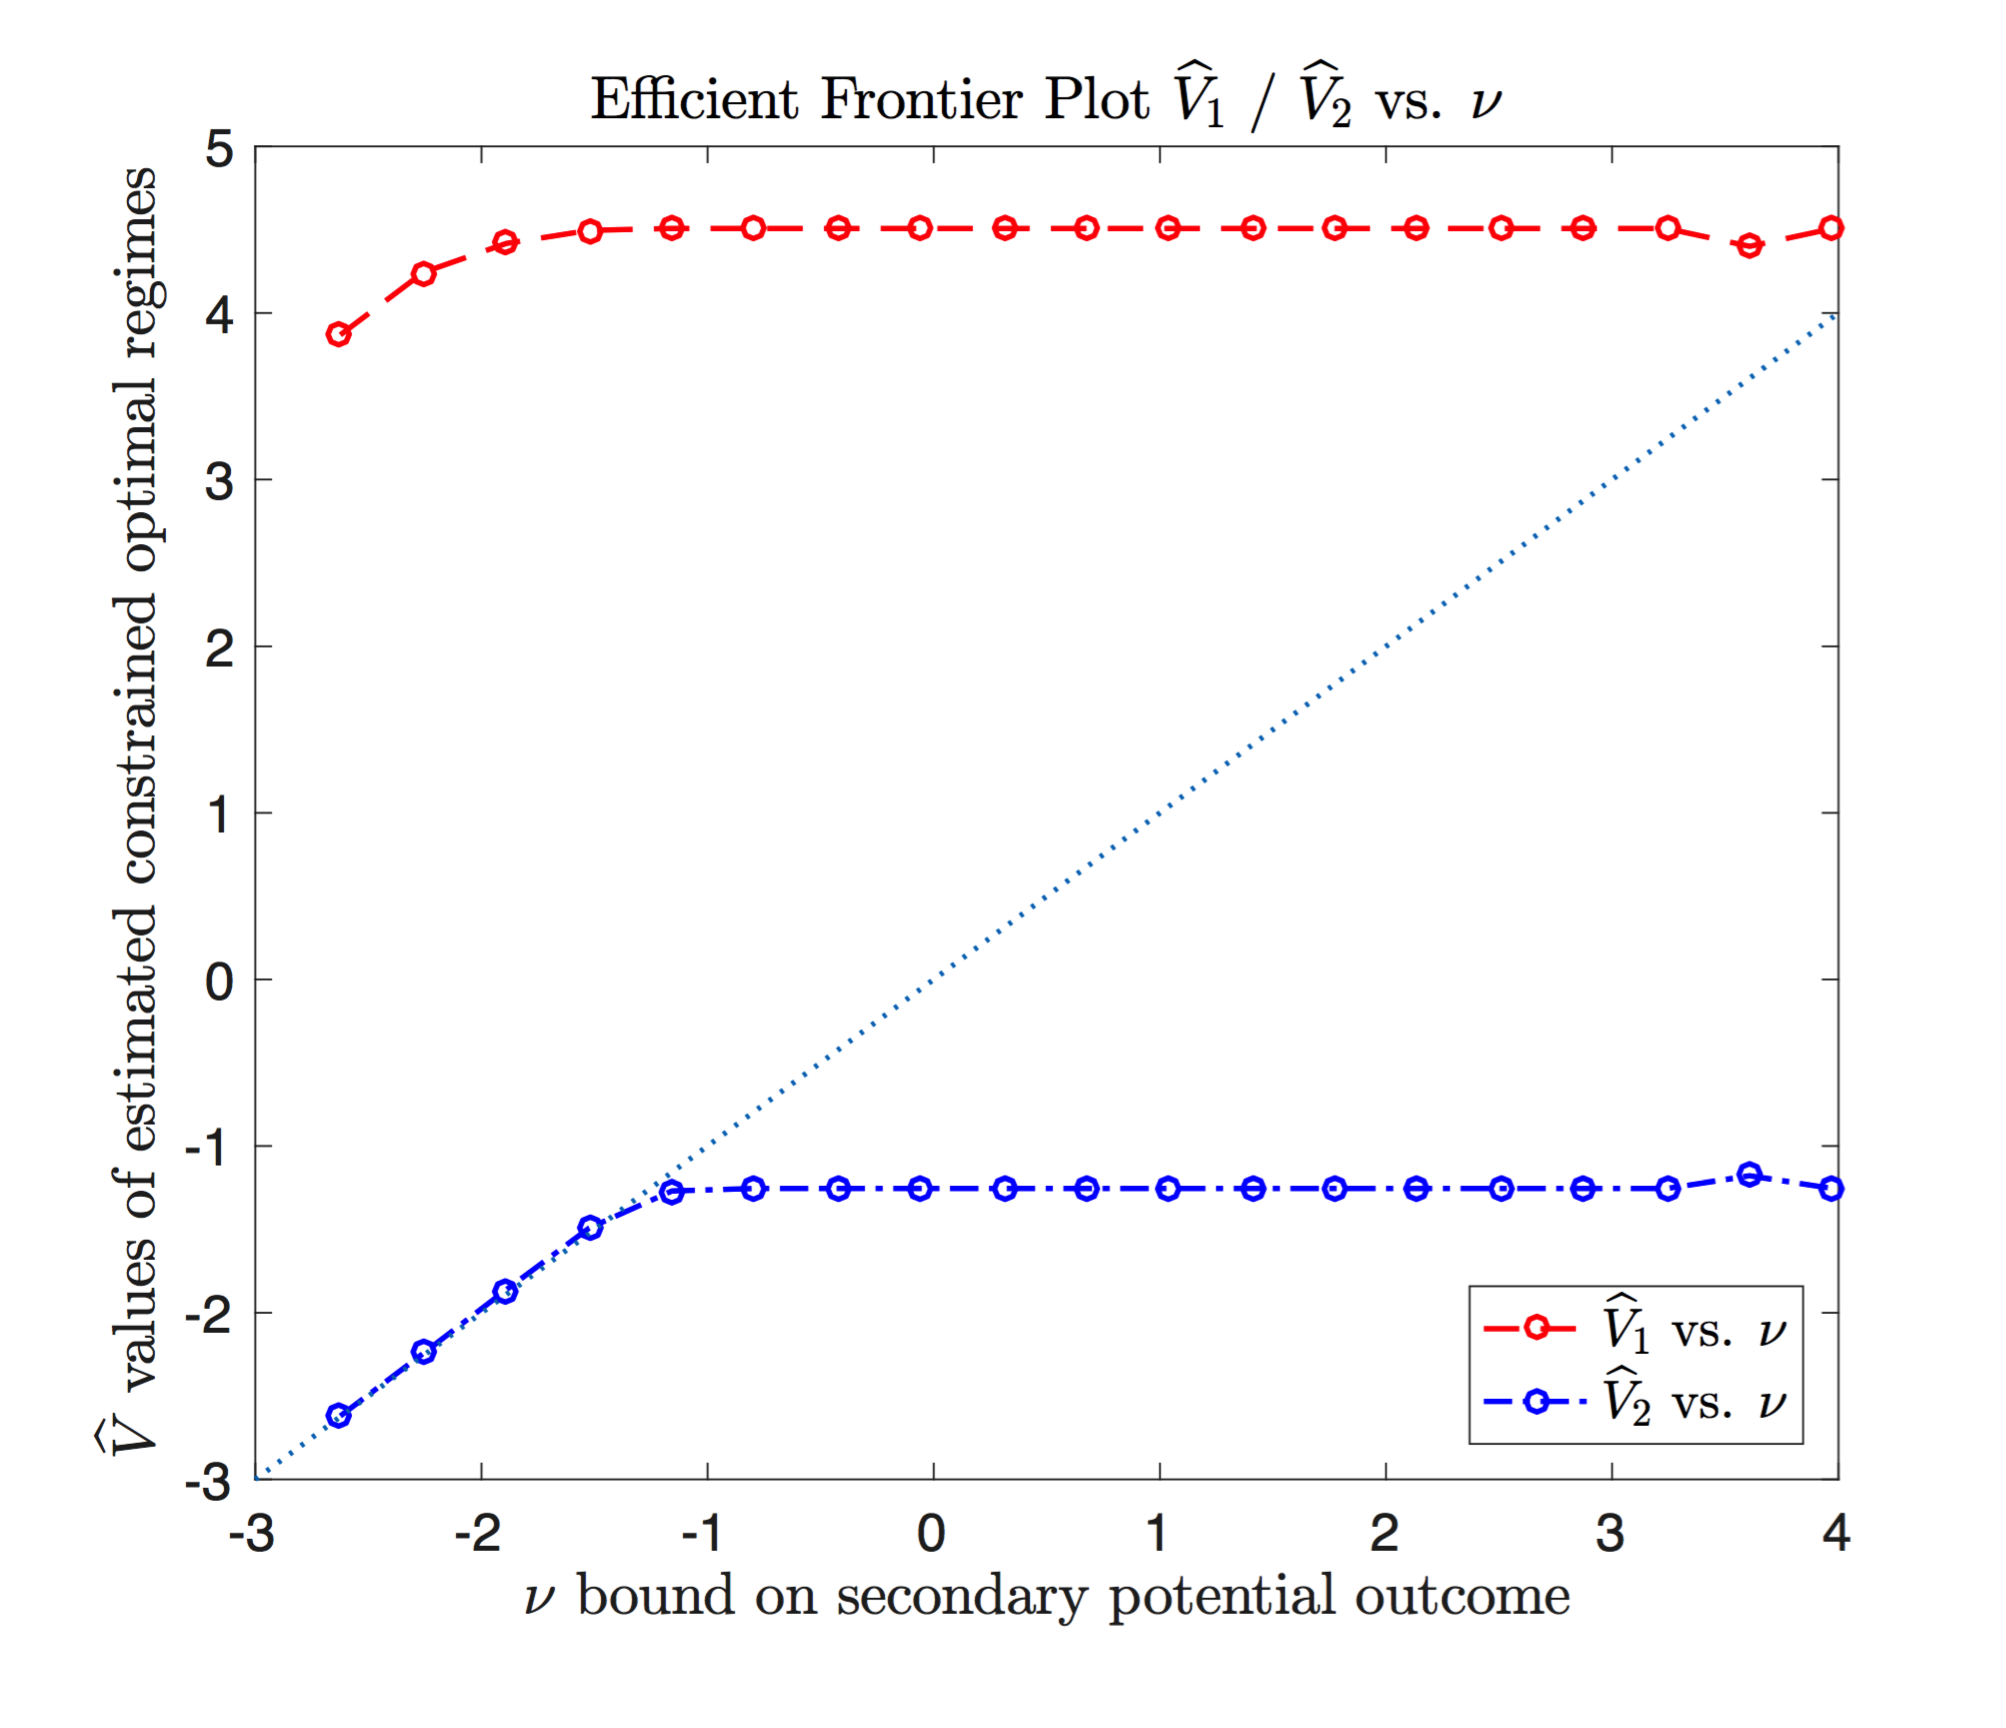 Efficient Frontier Plot V̂₁ / V̂₂ vs. ν
V̂ values of estimated constrained optimal regimes
5
4
3
2
1
0
-1
-2
-3
-3 -2 -1 0 1 2 3 4
ν bound on secondary potential outcome
V̂₁ vs. ν
V̂₂ vs. ν